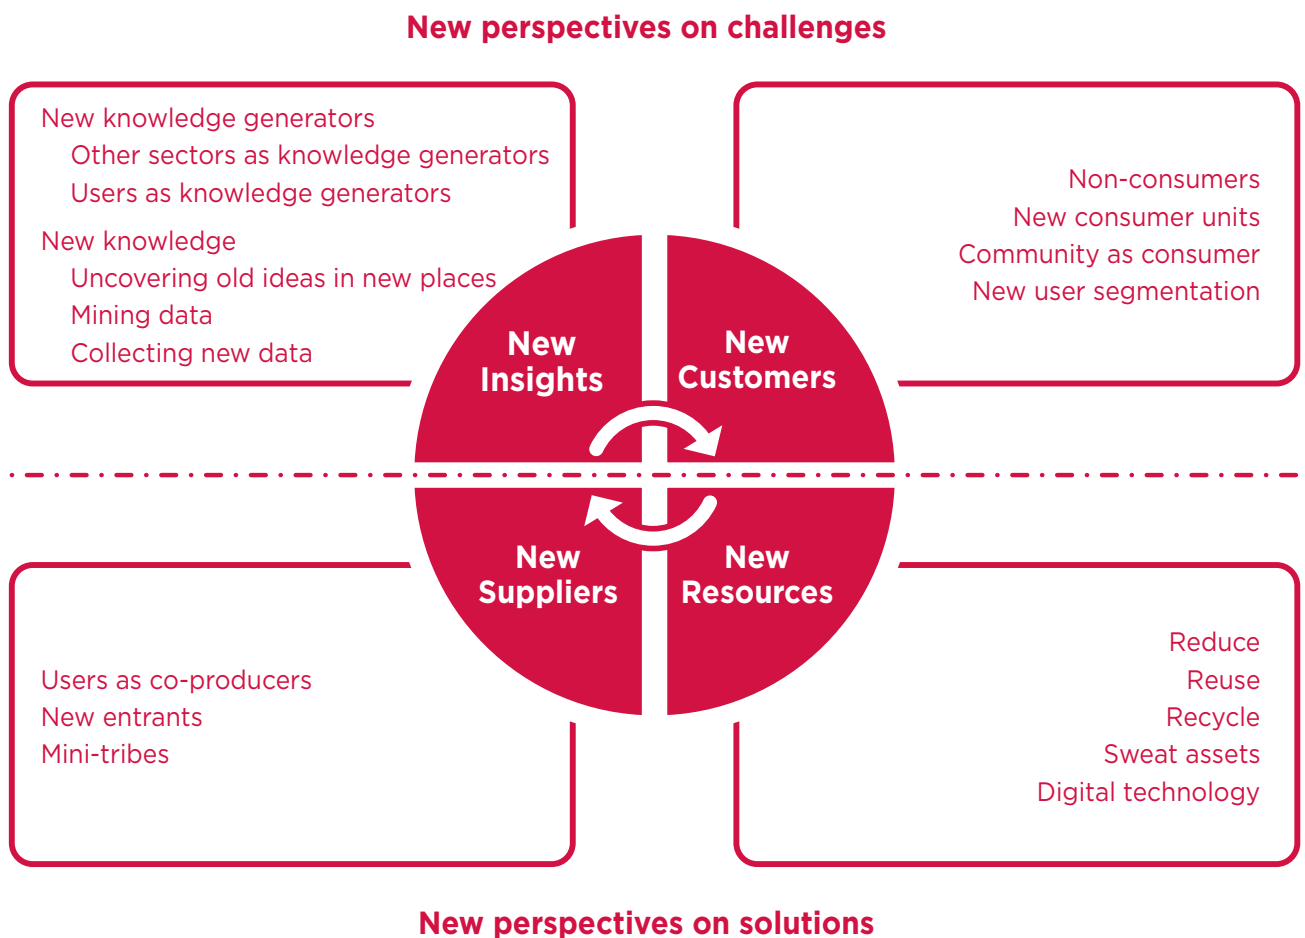 New perspectives on challenges
New knowledge generators
Other sectors as knowledge generators
Users as knowledge generators
New knowledge
Uncovering old ideas in new places
Mining data
Collecting new data
Non-consumers
New consumer units
Community as consumer
New user segmentation
New
Insights
New
Customers
New
Suppliers
New
Resources
Users as co-producers
New entrants
Mini-tribes
Reduce
Reuse
Recycle
Sweat assets
Digital technology
New perspectives on solutions